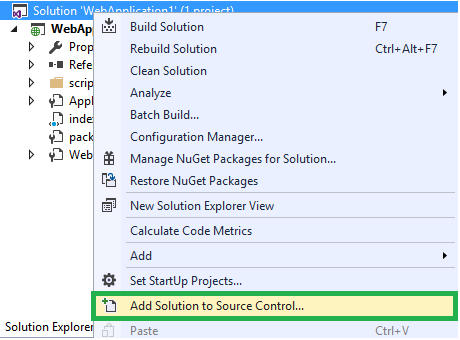 Solution 'WebApplication1' (1 project)
WebApp
Prop
Refe
scrip
Appl
index
pack
Web
Build Solution F7
Rebuild Solution Ctrl+Alt+F7
Clean Solution
Analyze
Batch Build...
Configuration Manager...
Manage NuGet Packages for Solution...
Restore NuGet Packages
New Solution Explorer View
Calculate Code Metrics
Add
Set StartUp Projects...
Add Solution to Source Control...
Paste Ctrl+V
Solution Explorer